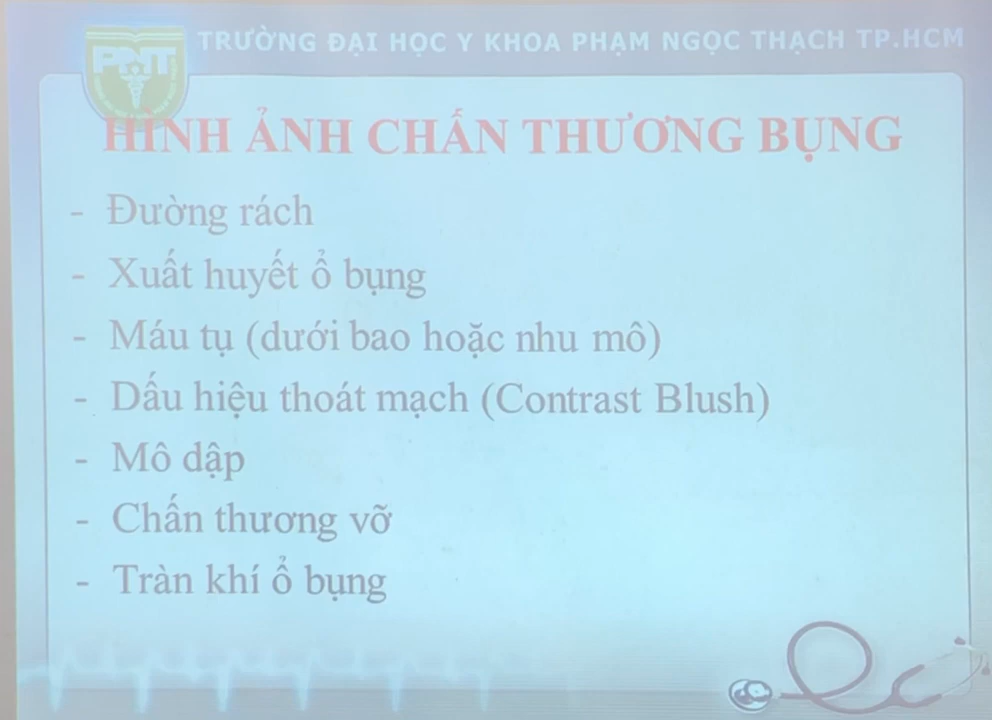 PNT
TRƯỜNG ĐẠI HỌC Y KHOA PHẠM NGỌC THẠCH TP.HCM
HÌNH ẢNH CHẤN THƯƠNG BỤNG
- Đường rách
- Xuất huyết ổ bụng
- Máu tụ (dưới bao hoặc nhu mô)
- Dấu hiệu thoát mạch (Contrast Blush)
- Mô dập
- Chấn thương vỡ
- Tràn khí ổ bụng